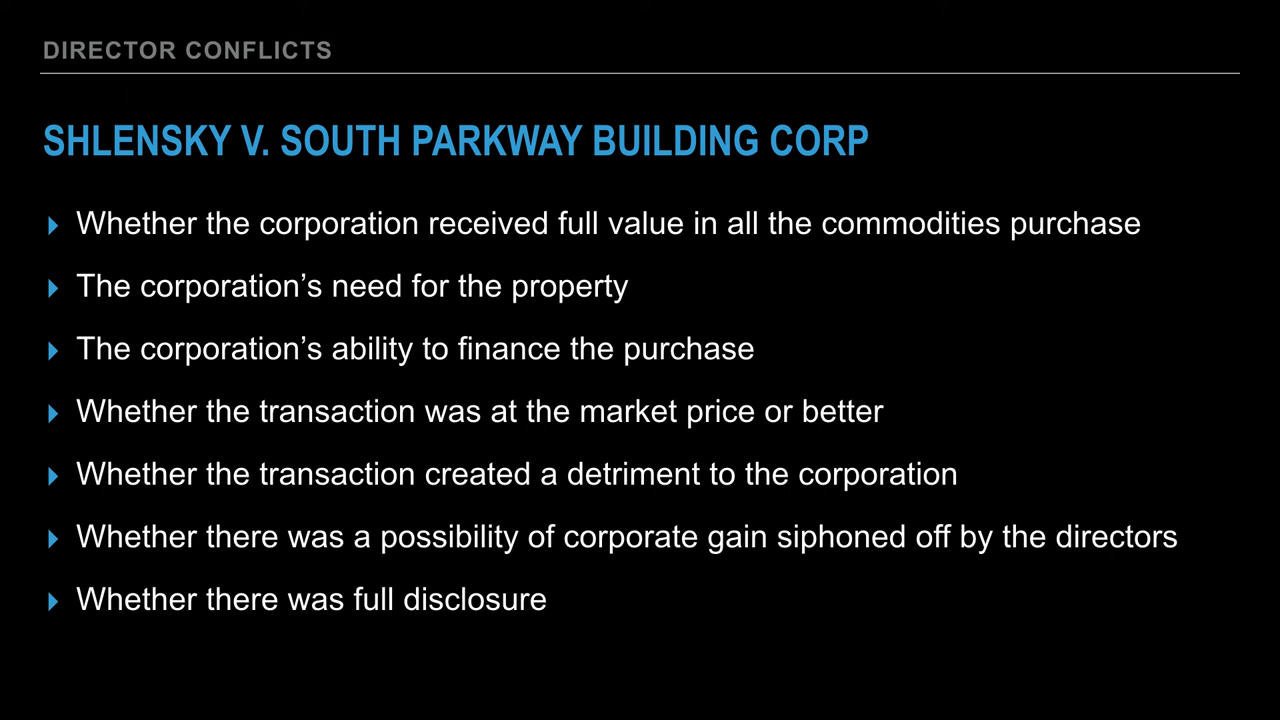 DIRECTOR CONFLICTS
SHLENSKY V. SOUTH PARKWAY BUILDING CORP
Whether the corporation received full value in all the commodities purchase
The corporation’s need for the property
The corporation’s ability to finance the purchase
Whether the transaction was at the market price or better
Whether the transaction created a detriment to the corporation
Whether there was a possibility of corporate gain siphoned off by the directors
Whether there was full disclosure